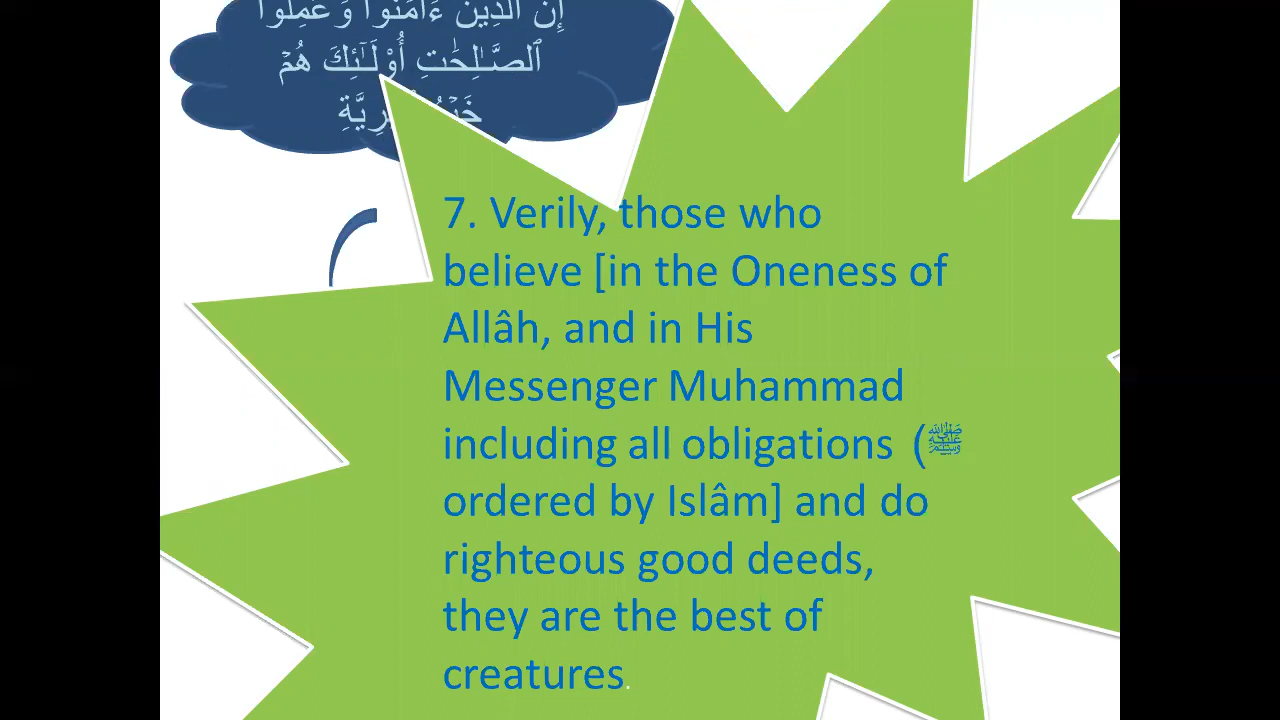 إِنَّ ٱلَّذِينَ ءَامَنُوا۟ وَعَمِلُوا۟
ٱلصَّـٰلِحَـٰتِ أُو۟لَـٰٓئِكَ هُمۡ
7. Verily, those who
believe [in the Oneness of
Allâh, and in His
Messenger Muhammad
including all obligations (ﷺ
ordered by Islâm] and do
righteous good deeds,
they are the best of
creatures.